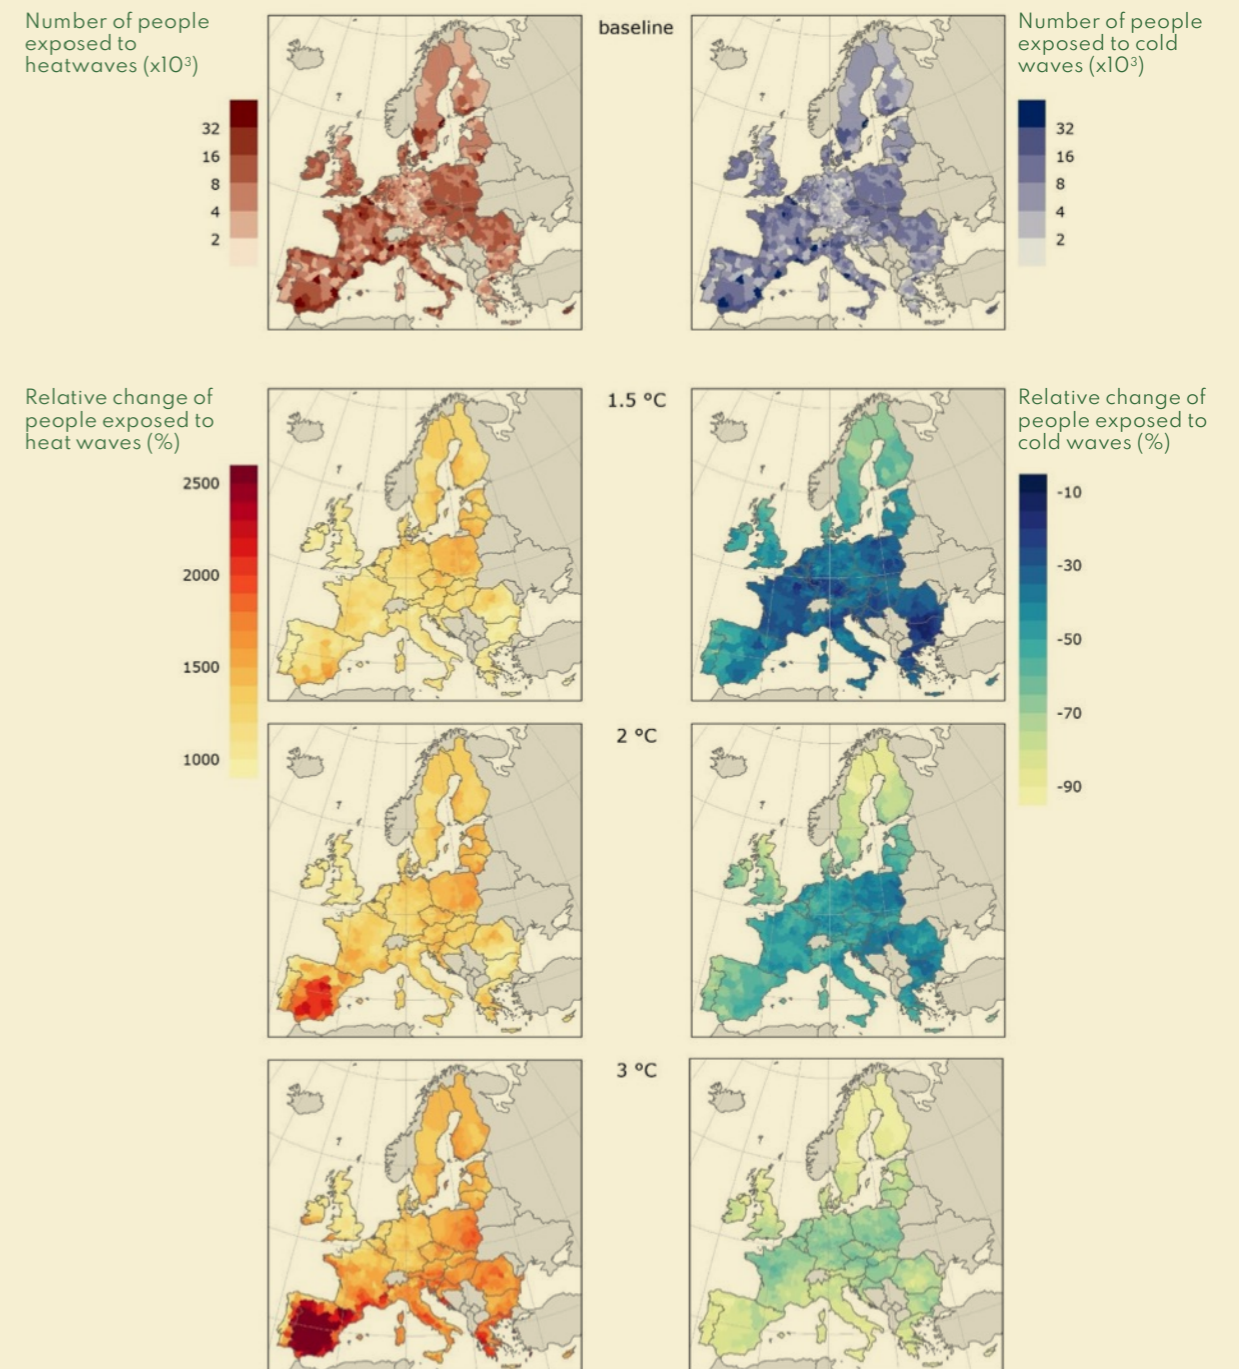 Number of people
exposed to
heatwaves (x10³)
32
16
8
4
2
baseline
Number of people
exposed to cold
waves (x10³)
32
16
8
4
2
Relative change of
people exposed to
heat waves (%)
2500
2000
1500
1000
1.5 °C
2 °C
3 °C
Relative change of
people exposed to
cold waves (%)
-10
-30
-50
-70
-90